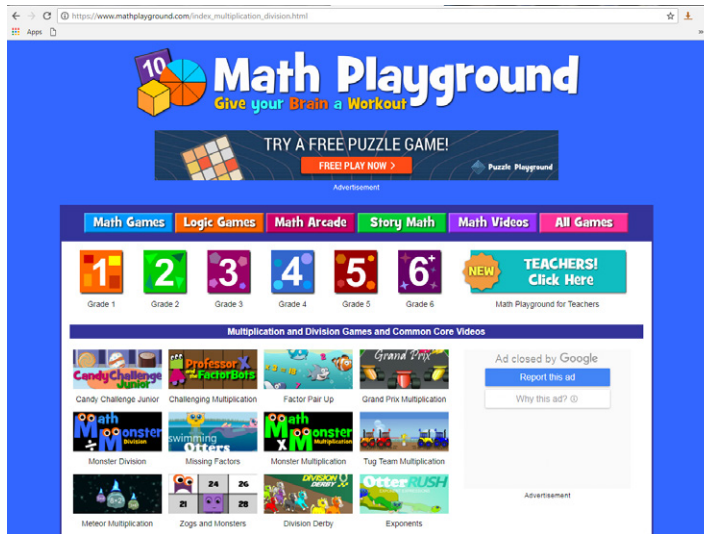 https://www.mathplayground.com/index_multiplication_division.html
Apps
10
Math Playground
Give your Brain a Workout
TRY A FREE PUZZLE GAME!
FREE! PLAY NOW >
Puzzle Playground
Advertisement
Math Games Logic Games Math Arcade Story Math Math Videos All Games
1 2 3 4 5 6
NEW TEACHERS! Click Here
Grade 1 Grade 2 Grade 3 Grade 4 Grade 5 Grade 6 Math Playground for Teachers
Multiplication and Division Games and Common Core Videos
Candy Challenge Junior
Professor X FactorBots
Grand Prix
Candy Challenge Junior Challenging Multiplication Factor Pair Up Grand Prix Multiplication
Math Monster Division
swimming Otters
Math Monster Multiplication
Monster Division Missing Factors Monster Multiplication Tug Team Multiplication
24 26
21 28
DIVISION DERBY
Otter RUSH
Meteor Multiplication Zogs and Monsters Division Derby Exponents
Ad closed by Google
Report this ad
Why this ad?
Advertisement